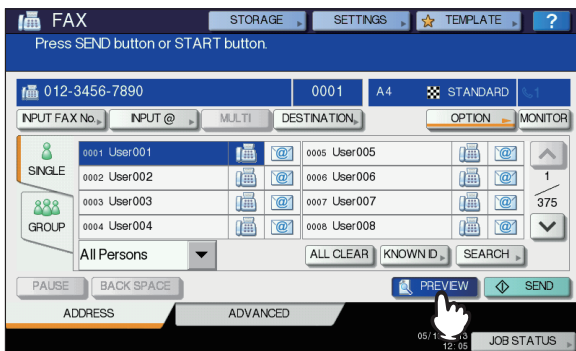 FAX STORAGE SETTINGS TEMPLATE ?
Press SEND button or START button.
012-3456-7890 0001 A4 STANDARD 1
INPUT FAX No. INPUT @ MULTI DESTINATION OPTION MONITOR
SINGLE
GROUP
0001 User001 @ 0005 User005 @
0002 User002 @ 0006 User006 @
0003 User003 @ 0007 User007 @
0004 User004 @ 0008 User008 @
1
375
All Persons ALL CLEAR KNOWN ID SEARCH
PAUSE BACK SPACE PREVIEW SEND
ADDRESS ADVANCED
12:05 JOB STATUS